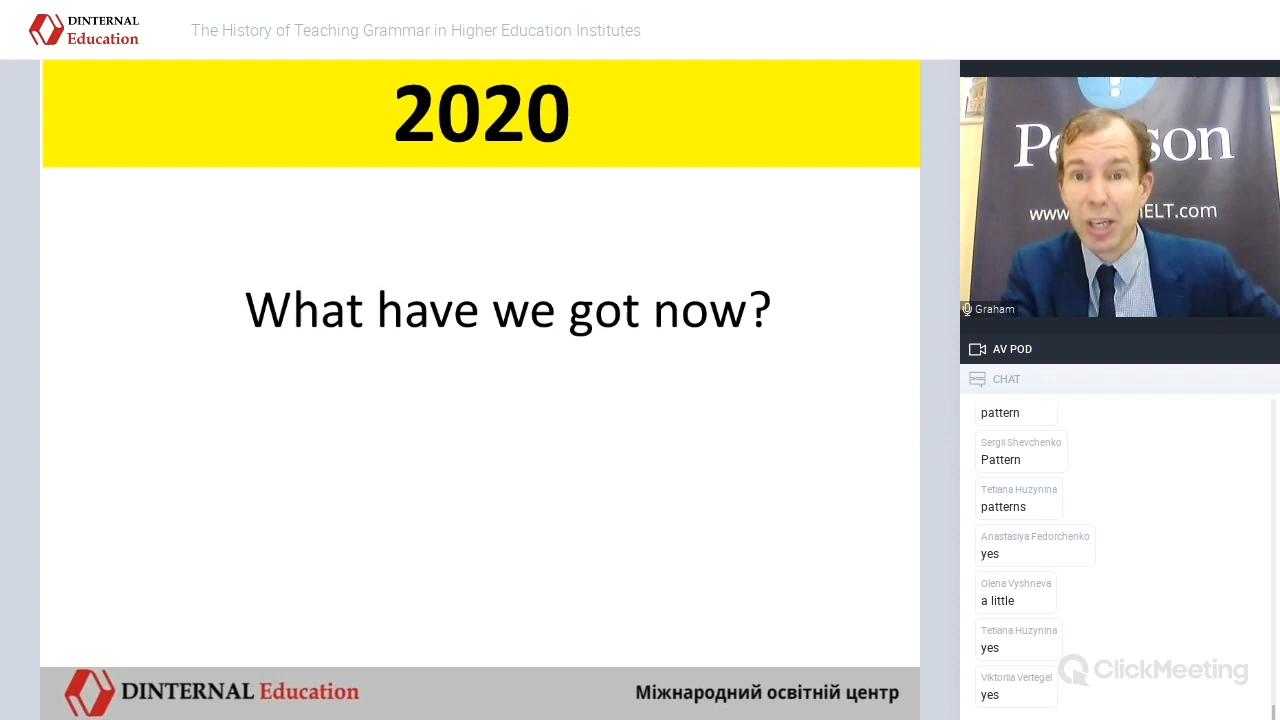 DINTERNAL
Education
The History of Teaching Grammar in Higher Education Institutes
2020
What have we got now?
DINTERNAL Education
Міжнародний освітній центр
Graham
AV POD
CHAT
pattern
Sergii Shevchenko
Pattern
Tetiana Huzynina
patterns
Anastasiya Fedorchenko
yes
Olena Vyshneva
a little
Tetiana Huzynina
yes
Viktoriia Vertegel
yes
ClickMeeting